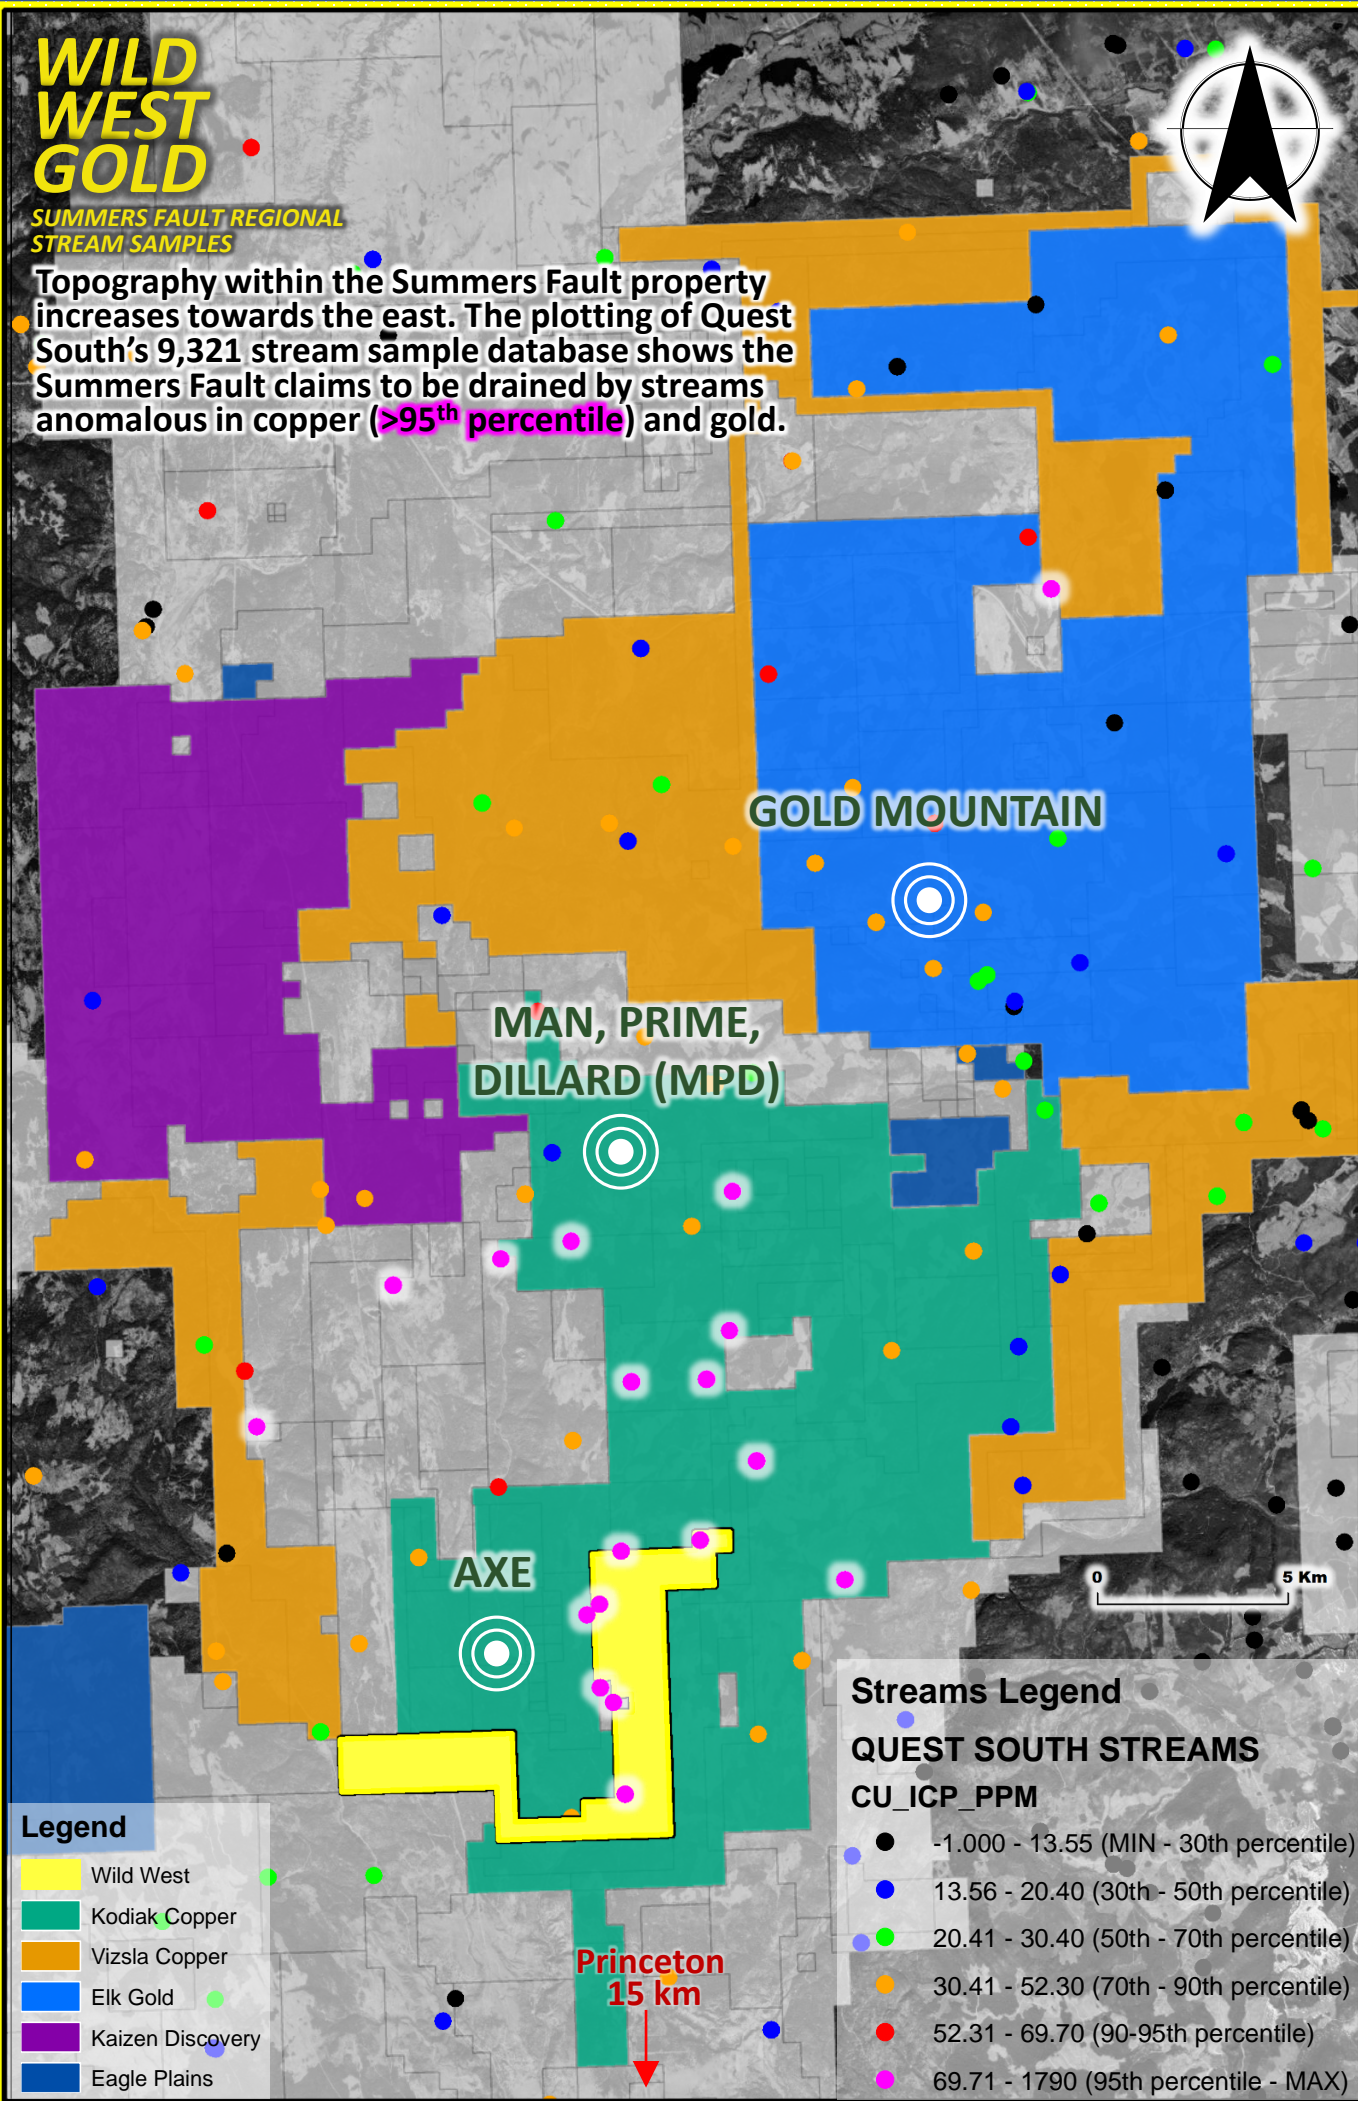 WILD
WEST
GOLD
SUMMERS FAULT REGIONAL
STREAM SAMPLES
Topography within the Summers Fault property
increases towards the east. The plotting of Quest
South's 9,321 stream sample database shows the
Summers Fault claims to be drained by streams
anomalous in copper (>95th percentile) and gold.
GOLD MOUNTAIN
MAN, PRIME,
DILLARD (MPD)
AXE
0 5 Km
Princeton
15 km
Legend
Wild West
Kodiak Copper
Vizsla Copper
Elk Gold
Kaizen Discovery
Eagle Plains
Streams Legend
QUEST SOUTH STREAMS
CU_ICP_PPM
-1.000 - 13.55 (MIN - 30th percentile)
13.56 - 20.40 (30th - 50th percentile)
20.41 - 30.40 (50th - 70th percentile)
30.41 - 52.30 (70th - 90th percentile)
52.31 - 69.70 (90-95th percentile)
69.71 - 1790 (95th percentile - MAX)